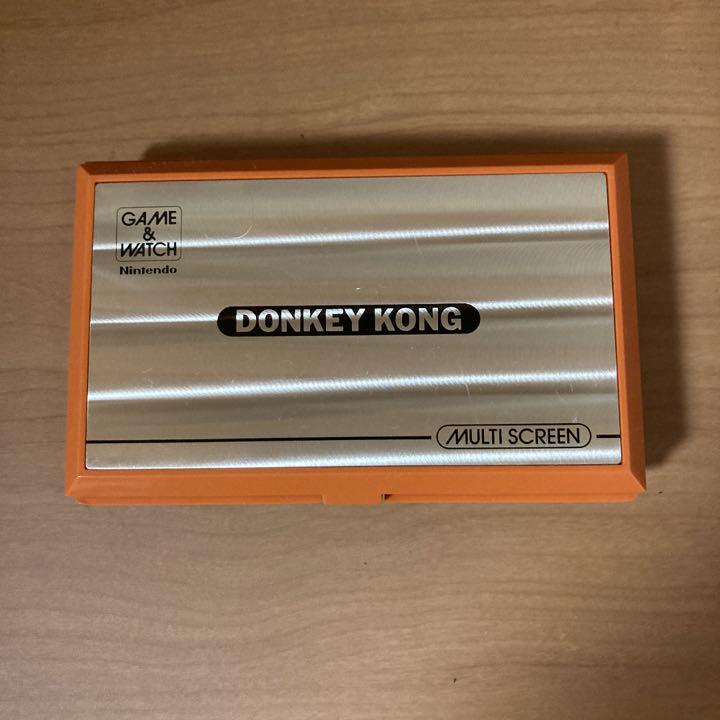 GAME
&
WATCH
Nintendo
DONKEY KONG
MULTI SCREEN